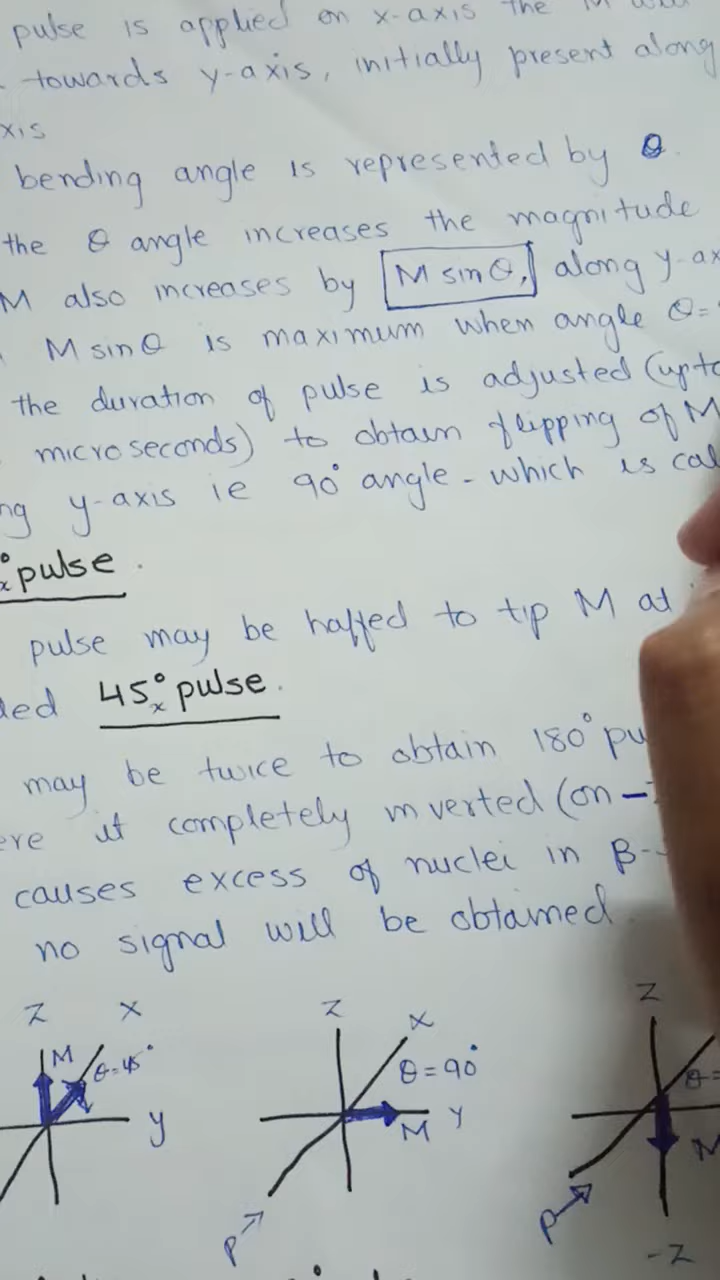 pulse is applied on x-axis the M will
towards y-axis, initially present along
xis
bending angle is represented by θ.
the θ angle increases the magnitude
M also increases by M sinθ, along y-ax
M sinθ is maximum when angle θ=
the duration of pulse is adjusted (upto
microseconds) to obtain flipping of M
ng y-axis ie 90° angle - which is cal
°x pulse.
pulse may be haffed to tip M at
led 45°x pulse.
may be twice to obtain 180° pu
ere it completely inverted (on -
causes excess of nuclei in β-
no signal will be obtained
Z X Z X Z
M θ=45° θ = 90° θ=
y M Y M
P P
-Z